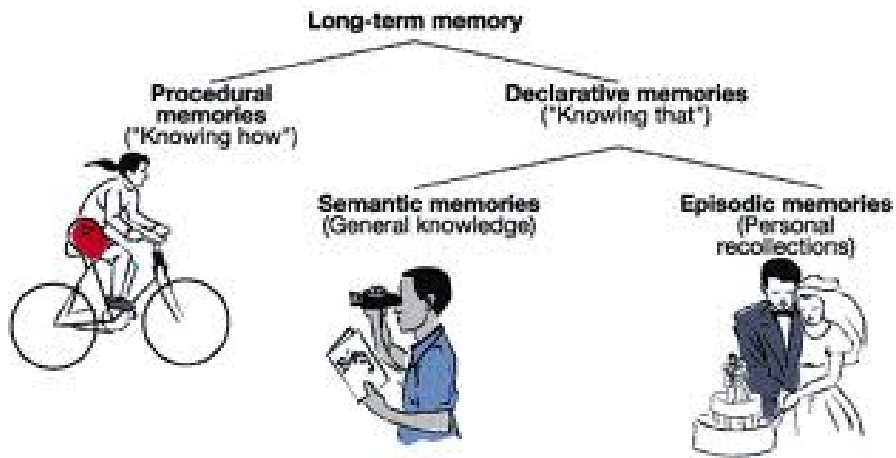 Long-term memory
Procedural
memories
("Knowing how")
Declarative memories
("Knowing that")
Semantic memories
(General knowledge)
Episodic memories
(Personal
recollections)